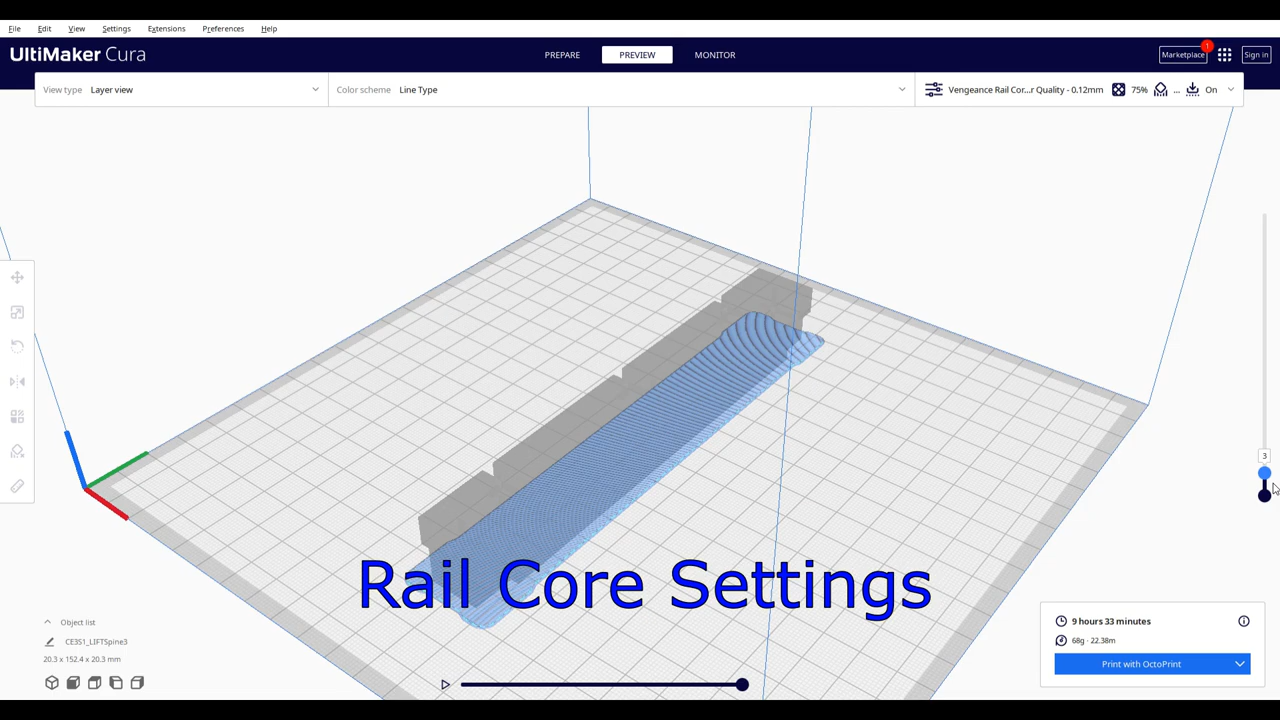 File Edit View Settings Extensions Preferences Help
UltiMaker Cura PREPARE PREVIEW MONITOR Marketplace 1 Sign in
View type Layer view Color scheme Line Type Vengeance Rail Cor...r Quality - 0.12mm 75% ... On
3
Rail Core Settings
Object list
CE3S1_LIFTSpine3
20.3 x 152.4 x 20.3 mm
9 hours 33 minutes
68g · 22.38m
Print with OctoPrint